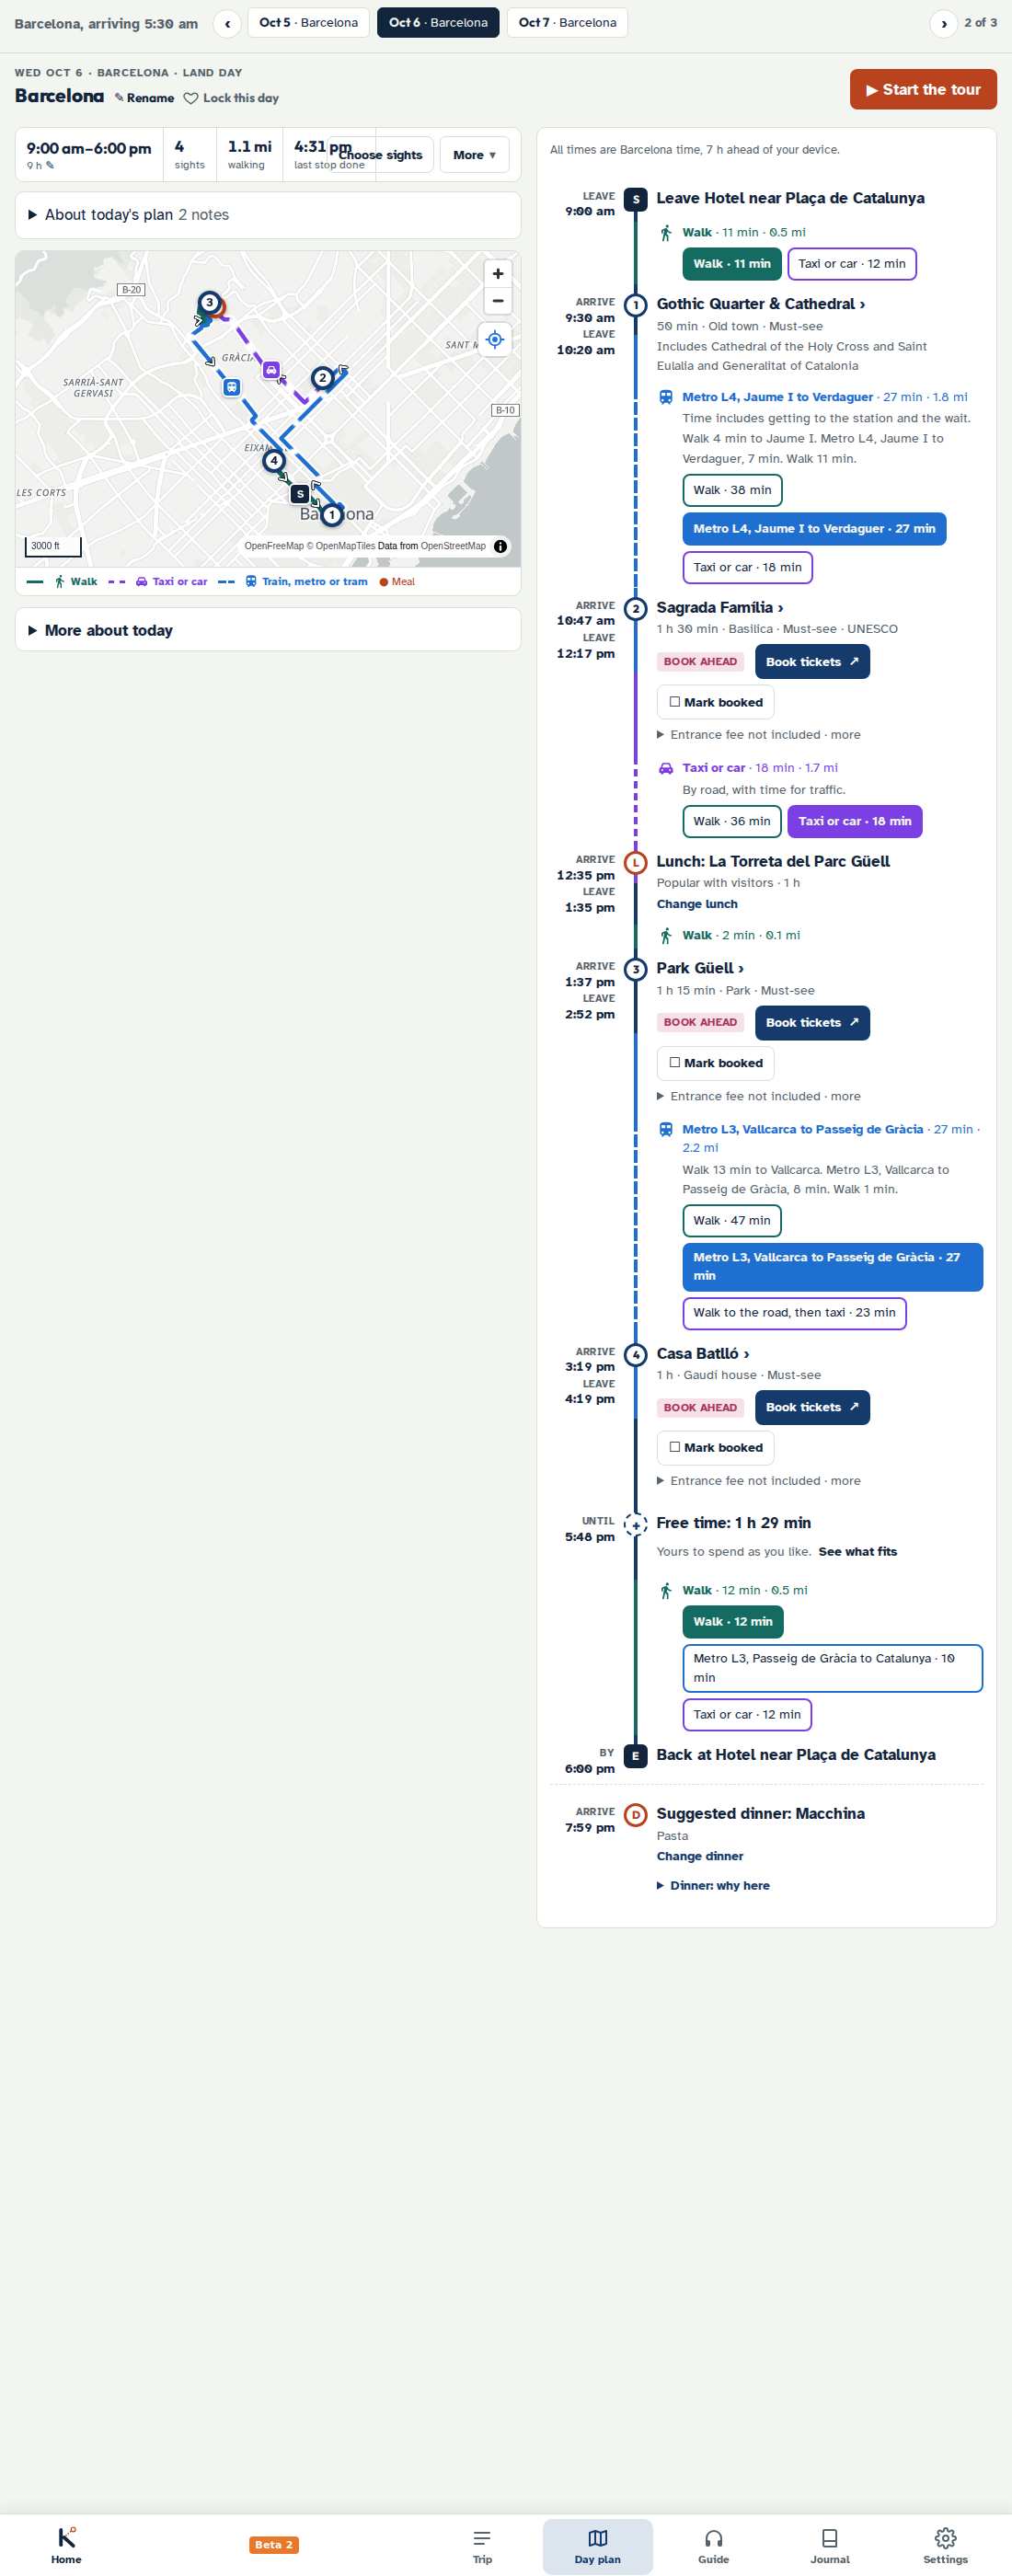 Barcelona, arriving 5:30 am
‹
Oct 5 · Barcelona
Oct 6 · Barcelona
Oct 7 · Barcelona
›
2 of 3
WED OCT 6 · BARCELONA · LAND DAY
Barcelona ✎ Rename ♡ Lock this day
▶ Start the tour
9:00 am–6:00 pm
9 h ✎
4
sights
1.1 mi
walking
4:31 pm
last stop done
Choose sights
More ▾
▶ About today's plan 2 notes
B-20
3
GRÀCIA
2
SANT M
SARRIÀ-SANT
GERVASI
B-10
EIXAM
4
LES CORTS
S
1
Ba ona
+
−
3000 ft
OpenFreeMap © OpenMapTiles Data from OpenStreetMap
Walk Taxi or car Train, metro or tram Meal
▶ More about today
All times are Barcelona time, 7 h ahead of your device.
LEAVE
9:00 am
S
Leave Hotel near Plaça de Catalunya
Walk · 11 min · 0.5 mi
Walk · 11 min
Taxi or car · 12 min
ARRIVE
9:30 am
LEAVE
10:20 am
1
Gothic Quarter & Cathedral ›
50 min · Old town · Must-see
Includes Cathedral of the Holy Cross and Saint
Eulalia and Generalitat of Catalonia
Metro L4, Jaume I to Verdaguer · 27 min · 1.8 mi
Time includes getting to the station and the wait.
Walk 4 min to Jaume I. Metro L4, Jaume I to
Verdaguer, 7 min. Walk 11 min.
Walk · 38 min
Metro L4, Jaume I to Verdaguer · 27 min
Taxi or car · 18 min
ARRIVE
10:47 am
LEAVE
12:17 pm
2
Sagrada Família ›
1 h 30 min · Basilica · Must-see · UNESCO
BOOK AHEAD
Book tickets ↗
☐ Mark booked
▶ Entrance fee not included · more
Taxi or car · 18 min · 1.7 mi
By road, with time for traffic.
Walk · 36 min
Taxi or car · 18 min
ARRIVE
12:35 pm
LEAVE
1:35 pm
L
Lunch: La Torreta del Parc Güell
Popular with visitors · 1 h
Change lunch
Walk · 2 min · 0.1 mi
ARRIVE
1:37 pm
LEAVE
2:52 pm
3
Park Güell ›
1 h 15 min · Park · Must-see
BOOK AHEAD
Book tickets ↗
☐ Mark booked
▶ Entrance fee not included · more
Metro L3, Vallcarca to Passeig de Gràcia · 27 min ·
2.2 mi
Walk 13 min to Vallcarca. Metro L3, Vallcarca to
Passeig de Gràcia, 8 min. Walk 1 min.
Walk · 47 min
Metro L3, Vallcarca to Passeig de Gràcia · 27
min
Walk to the road, then taxi · 23 min
ARRIVE
3:19 pm
LEAVE
4:19 pm
4
Casa Batlló ›
1 h · Gaudí house · Must-see
BOOK AHEAD
Book tickets ↗
☐ Mark booked
▶ Entrance fee not included · more
UNTIL
5:48 pm
+
Free time: 1 h 29 min
Yours to spend as you like. See what fits
Walk · 12 min · 0.5 mi
Walk · 12 min
Metro L3, Passeig de Gràcia to Catalunya · 10
min
Taxi or car · 12 min
BY
6:00 pm
E
Back at Hotel near Plaça de Catalunya
ARRIVE
7:59 pm
D
Suggested dinner: Macchina
Pasta
Change dinner
▶ Dinner: why here
Home
Beta 2
Trip
Day plan
Guide
Journal
Settings